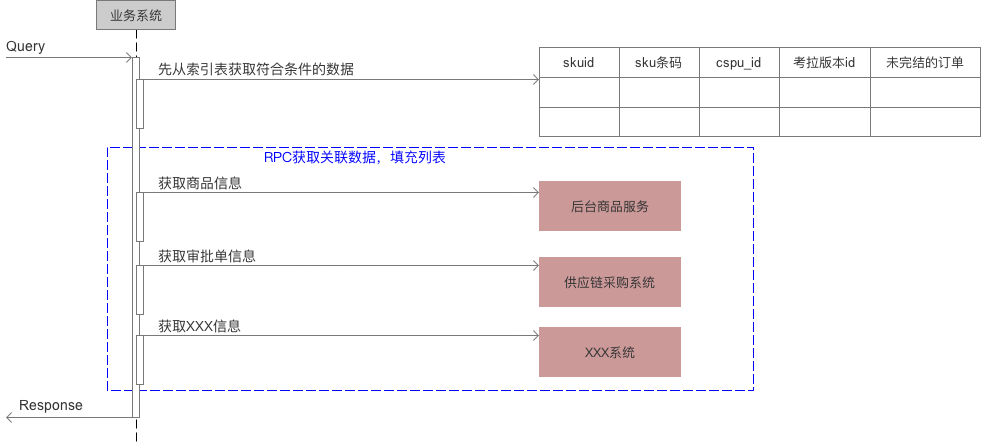 业务系统
Query
先从索引表获取符合条件的数据
skuid sku条码 cspu_id 考拉版本id 未完结的订单
RPC获取关联数据，填充列表
获取商品信息
后台商品服务
获取审批单信息
供应链采购系统
获取XXX信息
XXX系统
Response